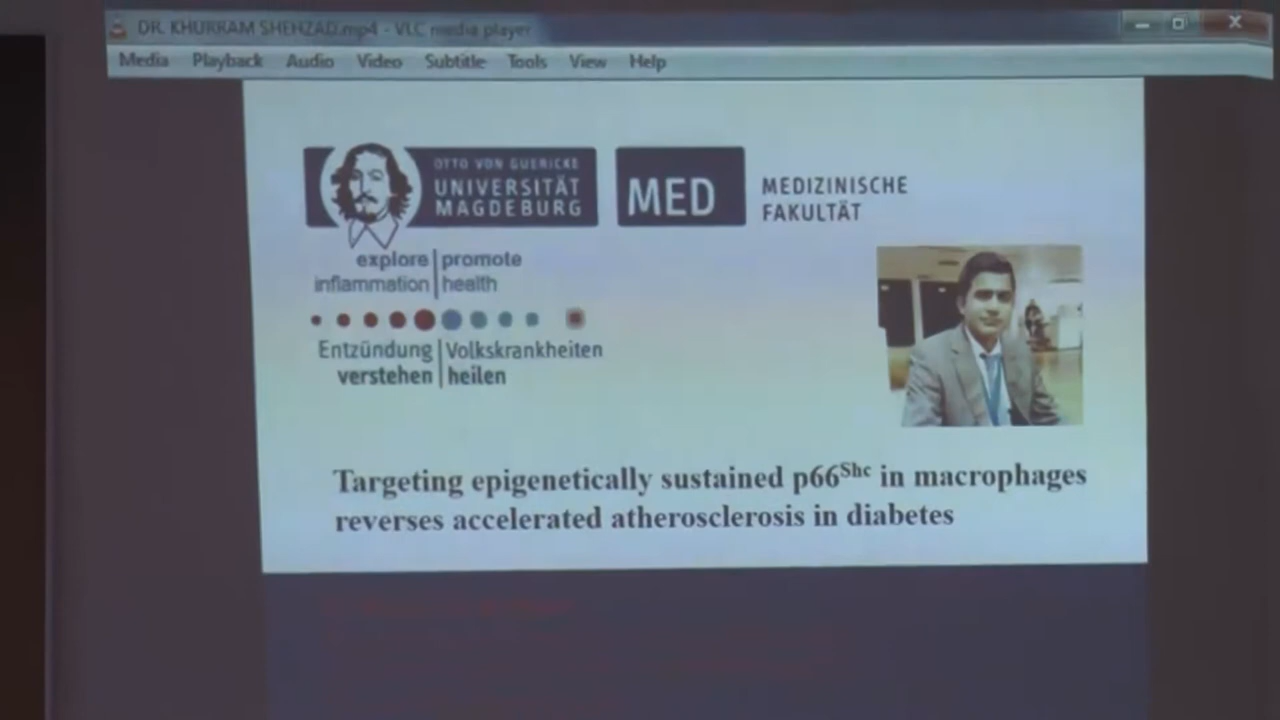 DR. KHURRAM SHEHZAD.mp4 - VLC media player
Media Playback Audio Video Subtitle Tools View Help
OTTO VON GUERICKE
UNIVERSITÄT
MAGDEBURG
MED
MEDIZINISCHE
FAKULTÄT
explore promote
inflammation health
Entzündung Volkskrankheiten
verstehen heilen
Targeting epigenetically sustained p66Shc in macrophages
reverses accelerated atherosclerosis in diabetes